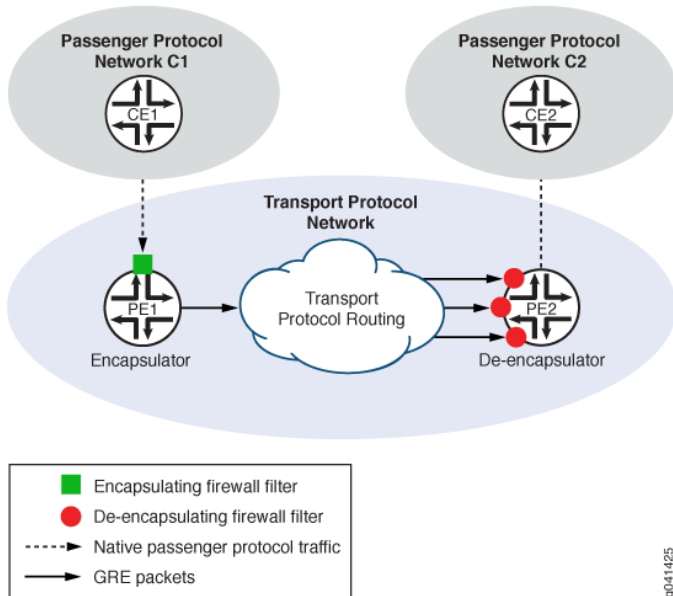 Passenger Protocol
Network C1
CE1
Passenger Protocol
Network C2
CE2
Transport Protocol
Network
PE1
Encapsulator
Transport
Protocol Routing
PE2
De-encapsulator
Encapsulating firewall filter
De-encapsulating firewall filter
Native passenger protocol traffic
GRE packets
g041425